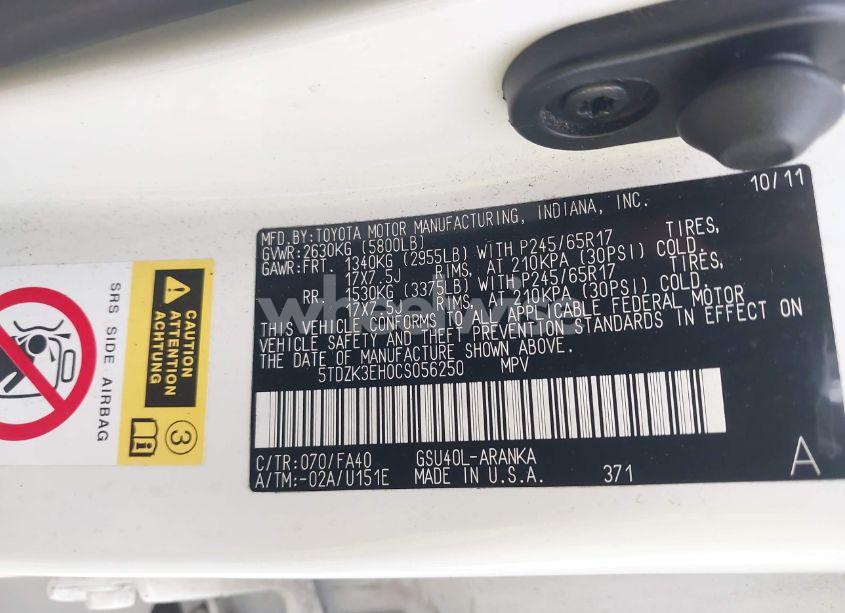 10/11
MFD.BY:TOYOTA MOTOR MANUFACTURING, INDIANA, INC.
GVWR:2630KG (5800LB)
GAWR:FRT. 1340KG (2955LB) WITH P245/65R17 TIRES,
17X7.5J RIMS, AT 210KPA (30PSI) COLD.
RR. 1530KG (3375LB) WITH P245/65R17 TIRES,
17X7.5J RIMS, AT 210KPA (30PSI) COLD.
THIS VEHICLE CONFORMS TO ALL APPLICABLE FEDERAL MOTOR
VEHICLE SAFETY AND THEFT PREVENTION STANDARDS IN EFFECT ON
THE DATE OF MANUFACTURE SHOWN ABOVE.
5TDZK3EH0CS056250 MPV
C/TR:070/FA40 GSU40L-ARANKA
A/TM:-02A/U151E MADE IN U.S.A. 371
A
SRS SIDE AIRBAG
CAUTION
ATTENTION
ACHTUNG
i
3
wheelwise